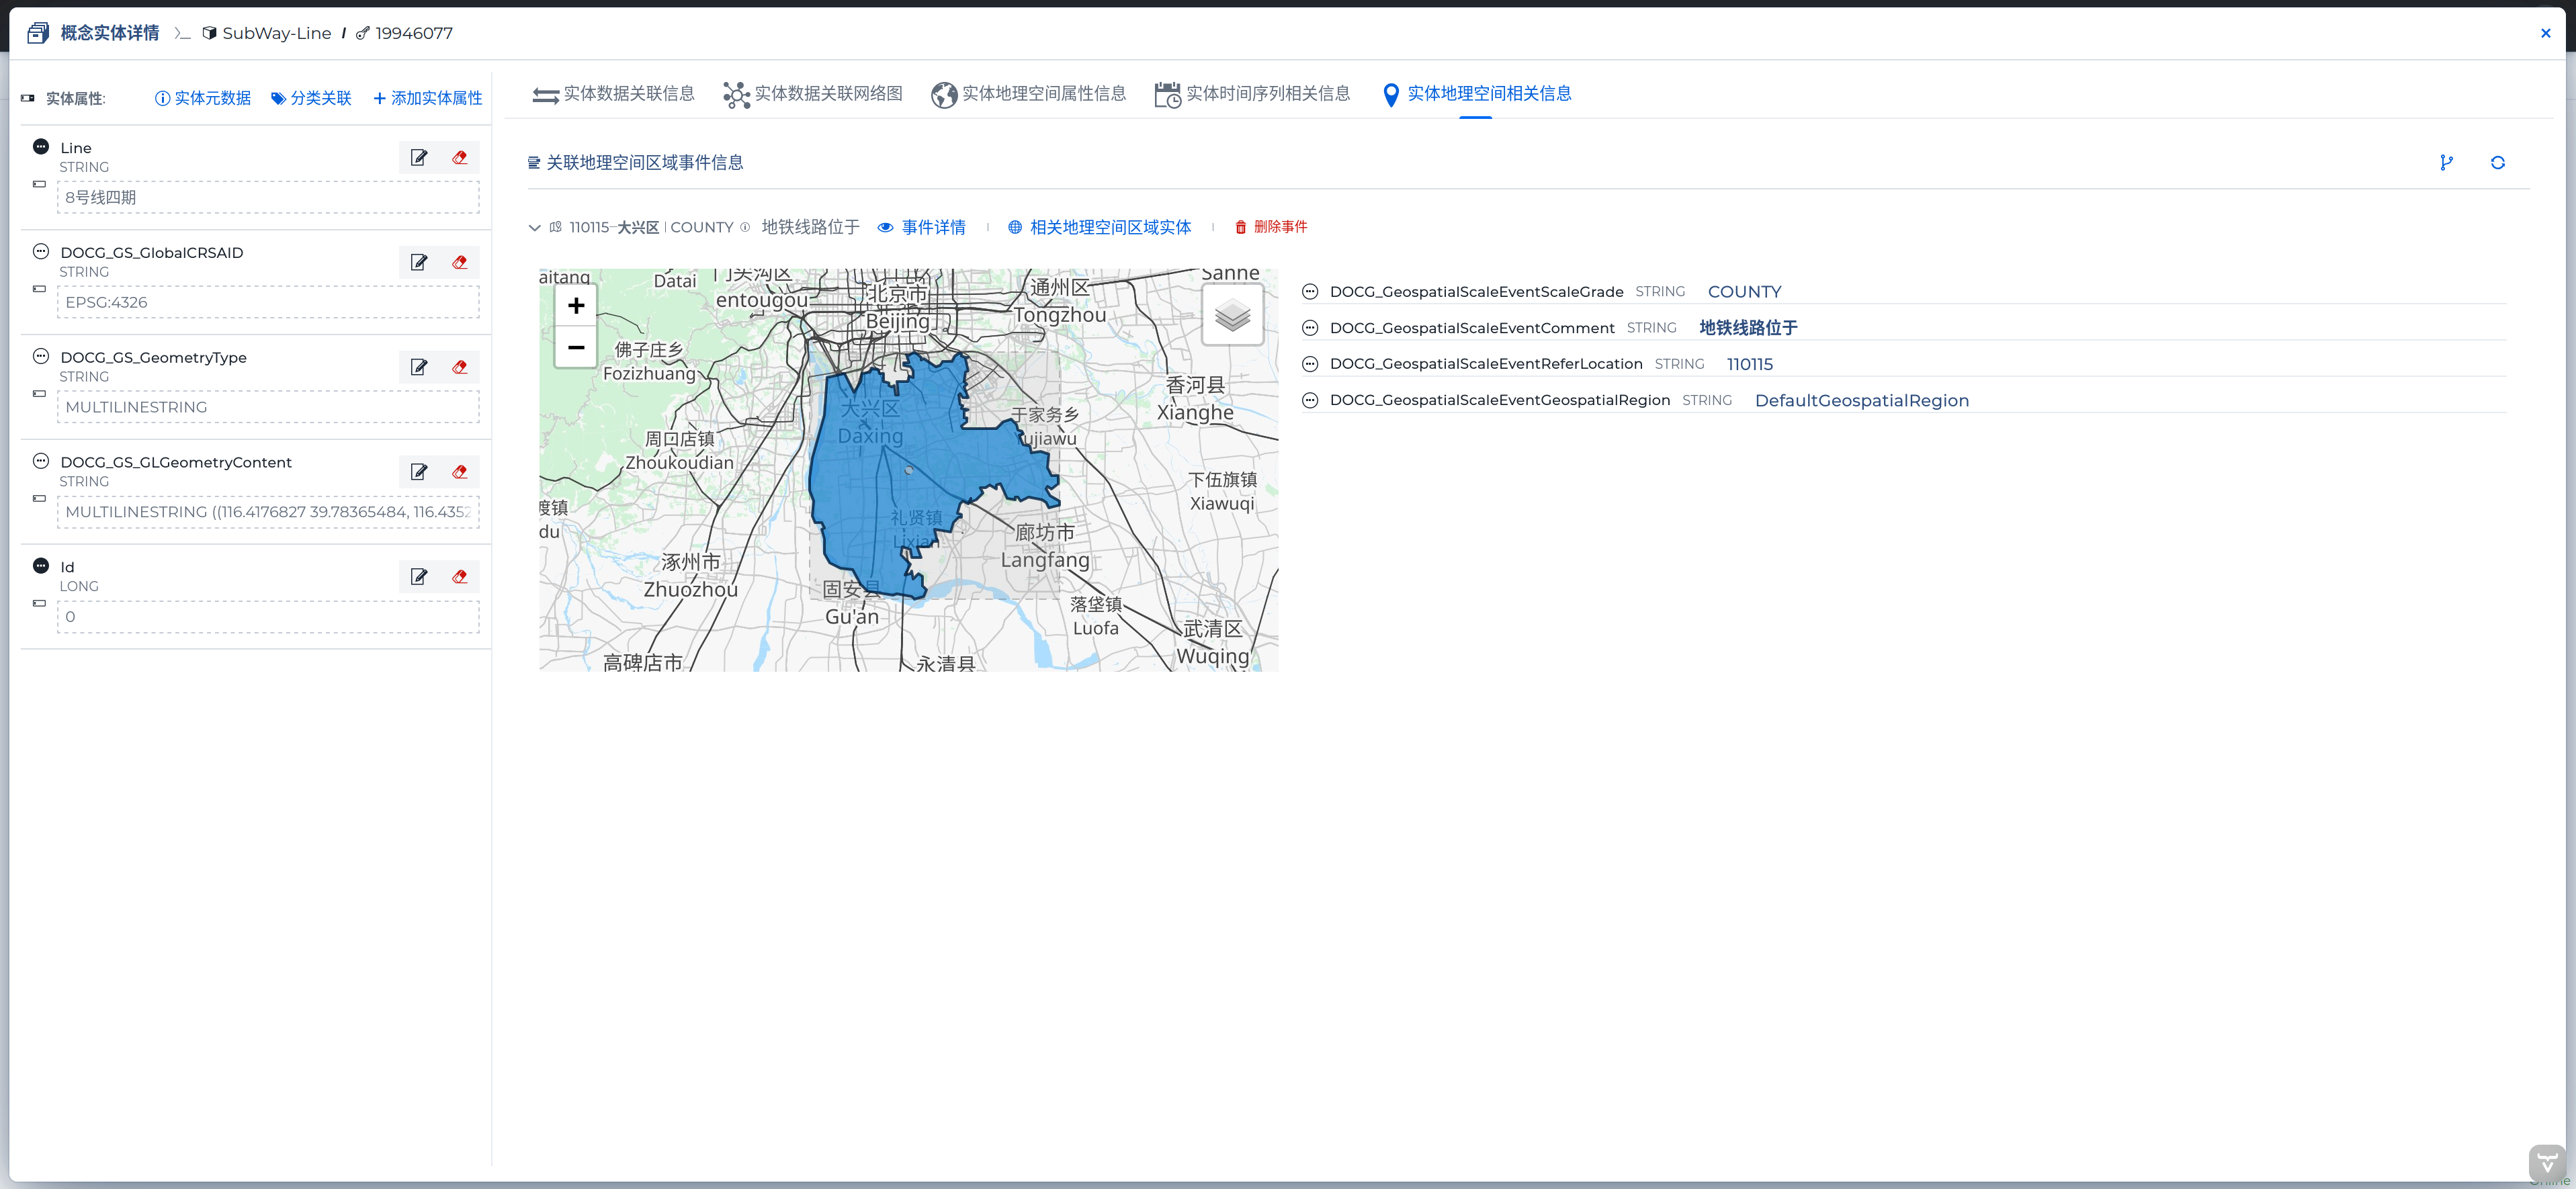 概念实体详情 SubWay-Line / 19946077
实体属性: 实体元数据 分类关联 + 添加实体属性
Line
STRING
8号线四期
DOCG_GS_GlobalCRSAID
STRING
EPSG:4326
DOCG_GS_GeometryType
STRING
MULTILINESTRING
DOCG_GS_GLGeometryContent
STRING
MULTILINESTRING ((116.4176827 39.78365484, 116.4352
Id
LONG
0
实体数据关联信息 实体数据关联网络图 实体地理空间属性信息 实体时间序列相关信息 实体地理空间相关信息
关联地理空间区域事件信息
110115-大兴区 | COUNTY 地铁线路位于 事件详情 相关地理空间区域实体 删除事件
aitang
Datai
门头沟区
entougou
北京市
Beijing
通州区
Tongzhou
Sanhe
+
−
佛子庄乡
Fozizhuang
香河县
Xianghe
大兴区
Daxing
于家务乡
ujiawu
周口店镇
Zhoukoudian
下伍旗镇
Xiawuqi
渡镇
du
礼贤镇
Lixian
廊坊市
Langfang
涿州市
Zhuozhou
固安县
Gu'an
落垡镇
Luofa
武清区
Wuqing
高碑店市
永清县
DOCG_GeospatialScaleEventScaleGrade STRING COUNTY
DOCG_GeospatialScaleEventComment STRING 地铁线路位于
DOCG_GeospatialScaleEventReferLocation STRING 110115
DOCG_GeospatialScaleEventGeospatialRegion STRING DefaultGeospatialRegion